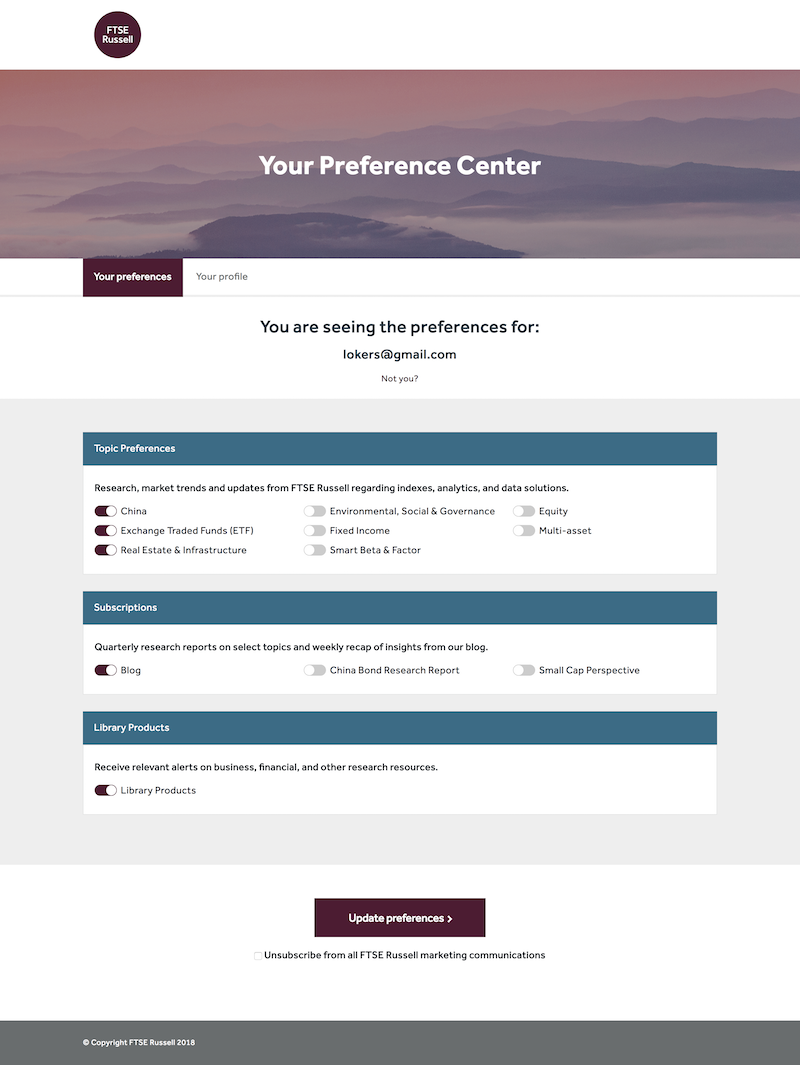 FTSE
Russell
Your Preference Center
Your preferences
Your profile
You are seeing the preferences for:
lokers@gmail.com
Not you?
Topic Preferences
Research, market trends and updates from FTSE Russell regarding indexes, analytics, and data solutions.
China
Environmental, Social & Governance
Equity
Exchange Traded Funds (ETF)
Fixed Income
Multi-asset
Real Estate & Infrastructure
Smart Beta & Factor
Subscriptions
Quarterly research reports on select topics and weekly recap of insights from our blog.
Blog
China Bond Research Report
Small Cap Perspective
Library Products
Receive relevant alerts on business, financial, and other research resources.
Library Products
Update preferences >
Unsubscribe from all FTSE Russell marketing communications
© Copyright FTSE Russell 2018